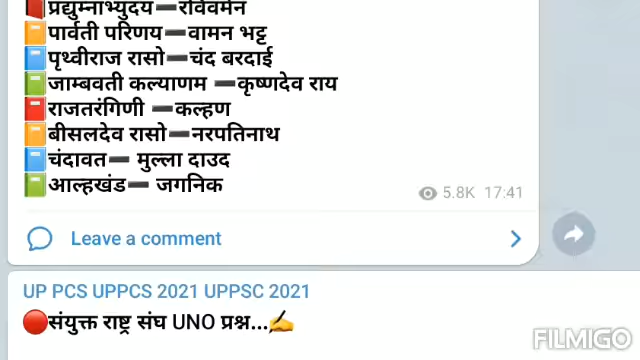 📕प्रद्युम्नाभ्युदय➖रविवर्मन
📙पार्वती परिणय➖वामन भट्ट
📘पृथ्वीराज रासो➖चंद बरदाई
📗जाम्बवती कल्याणम ➖कृष्णदेव राय
📕राजतरंगिणी ➖कल्हण
📙बीसलदेव रासो➖नरपतिनाथ
📘चंदावत➖ मुल्ला दाउद
📗आल्हखंड➖ जगनिक
5.8K 17:41
Leave a comment
UP PCS UPPCS 2021 UPPSC 2021
🔴संयुक्त राष्ट्र संघ UNO प्रश्न...✍
FILMIGO